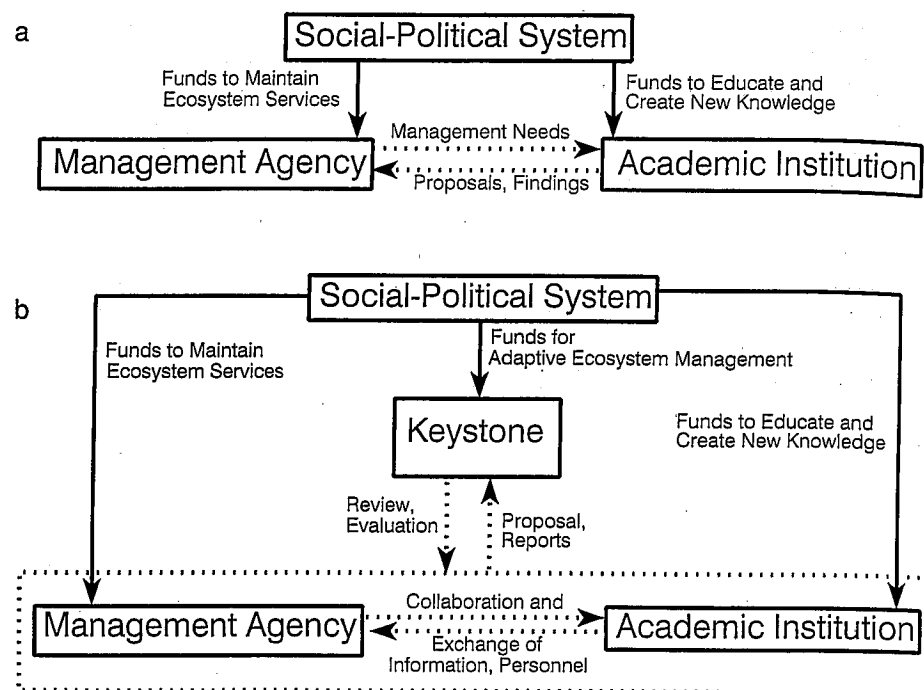 a
Social-Political System
Funds to Maintain
Ecosystem Services
Funds to Educate and
Create New Knowledge
Management Needs
Management Agency
Academic Institution
Proposals, Findings
b
Social-Political System
Funds to Maintain
Ecosystem Services
Funds for
Adaptive Ecosystem Management
Keystone
Funds to Educate and
Create New Knowledge
Review,
Evaluation
Proposal,
Reports
Management Agency
Collaboration and
Exchange of
Information, Personnel
Academic Institution